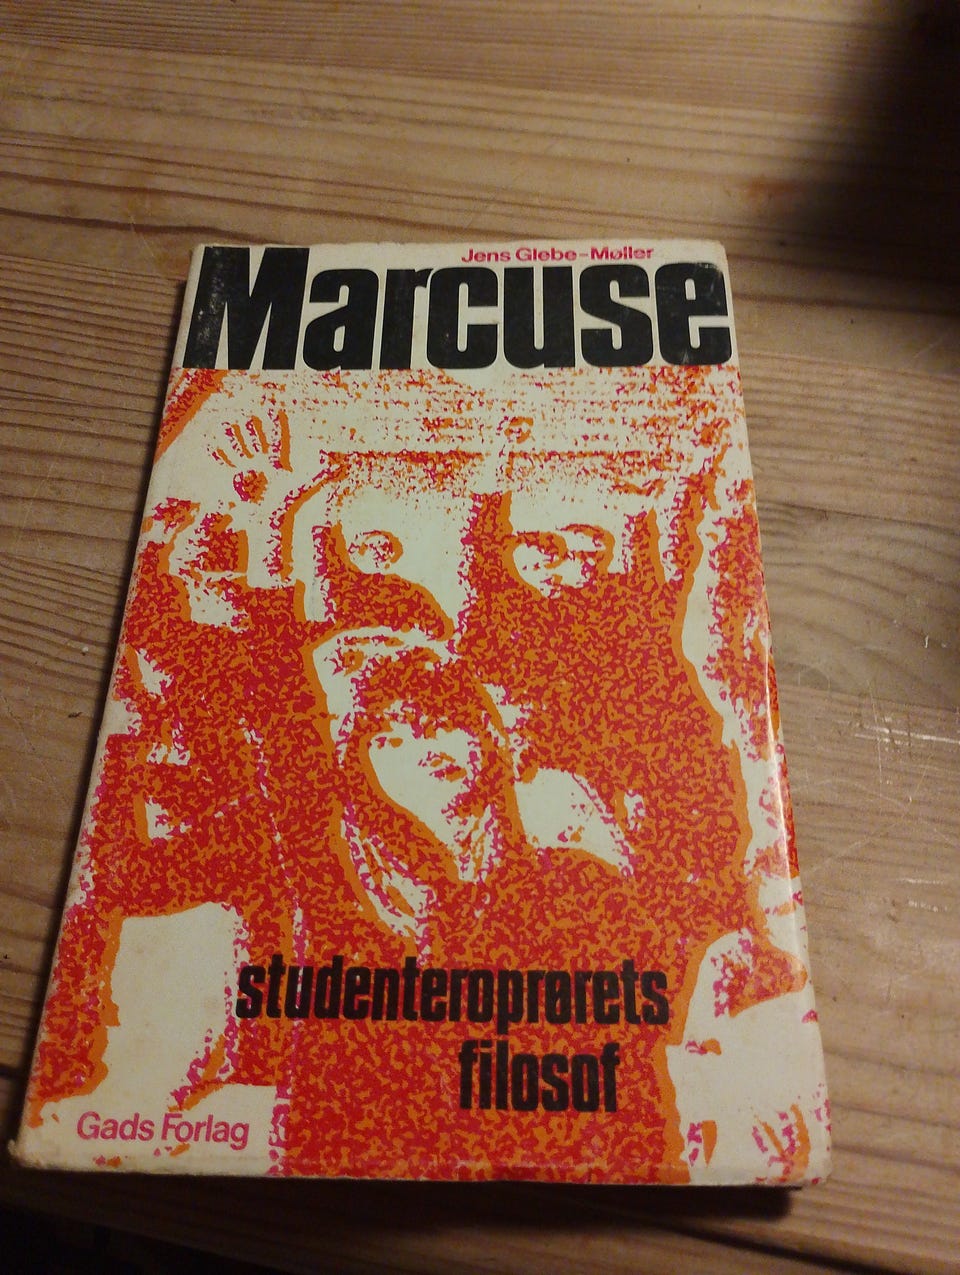 Jens Glebe-Møller
Marcuse
studenteroprørets
filosof
Gads Forlag